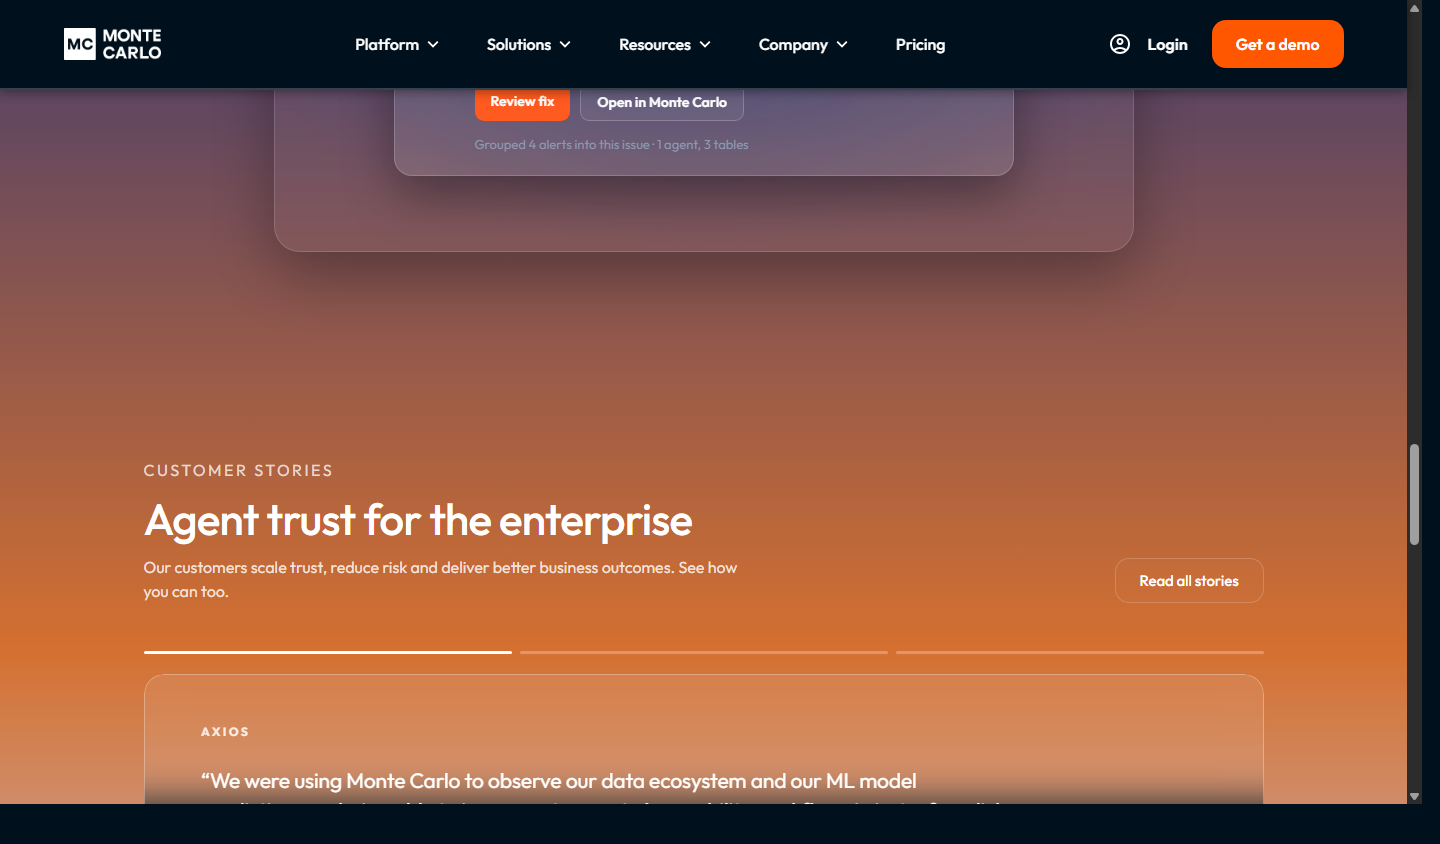 MC MONTE CARLO
Platform
Solutions
Resources
Company
Pricing
Login
Get a demo
Review fix
Open in Monte Carlo
Grouped 4 alerts into this issue · 1 agent, 3 tables
CUSTOMER STORIES
Agent trust for the enterprise
Our customers scale trust, reduce risk and deliver better business outcomes. See how
you can too.
Read all stories
AXIOS
“We were using Monte Carlo to observe our data ecosystem and our ML model